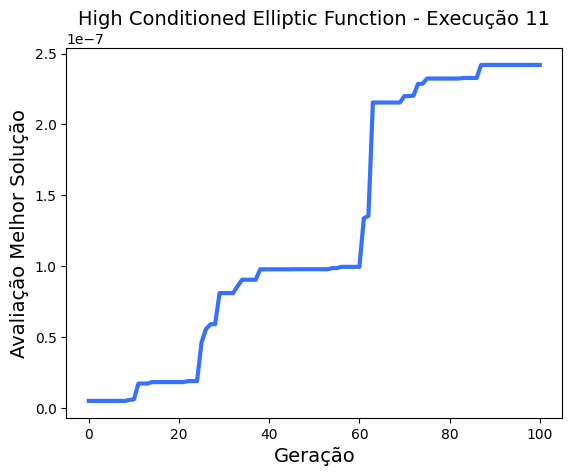 High Conditioned Elliptic Function - Execução 11
1e−7
2.5
2.0
1.5
1.0
0.5
0.0
Avaliação Melhor Solução
0 20 40 60 80 100
Geração